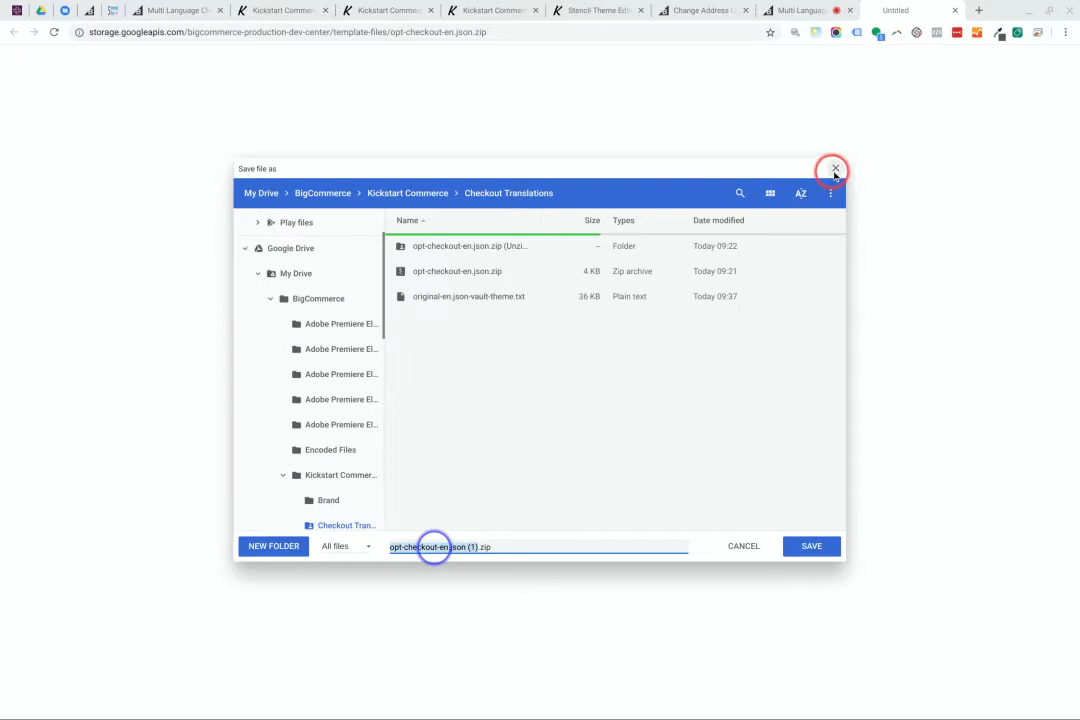 Multi Language Ch
Kickstart Commerc
Kickstart Commerc
Kickstart Commerc
Stencil Theme Edit
Change Address L
Multi Languag
Untitled
storage.googleapis.com/bigcommerce-production-dev-center/template-files/opt-checkout-en.json.zip
Save file as
My Drive > BigCommerce > Kickstart Commerce > Checkout Translations
Play files
Google Drive
My Drive
BigCommerce
Adobe Premiere El...
Adobe Premiere El...
Adobe Premiere El...
Adobe Premiere El...
Adobe Premiere El...
Encoded Files
Kickstart Commer...
Brand
Checkout Tran...
Name Size Types Date modified
opt-checkout-en.json.zip (Unzi... -- Folder Today 09:22
opt-checkout-en.json.zip 4 KB Zip archive Today 09:21
original-en.json-vault-theme.txt 36 KB Plain text Today 09:37
NEW FOLDER All files opt-checkout-en.json (1).zip CANCEL SAVE